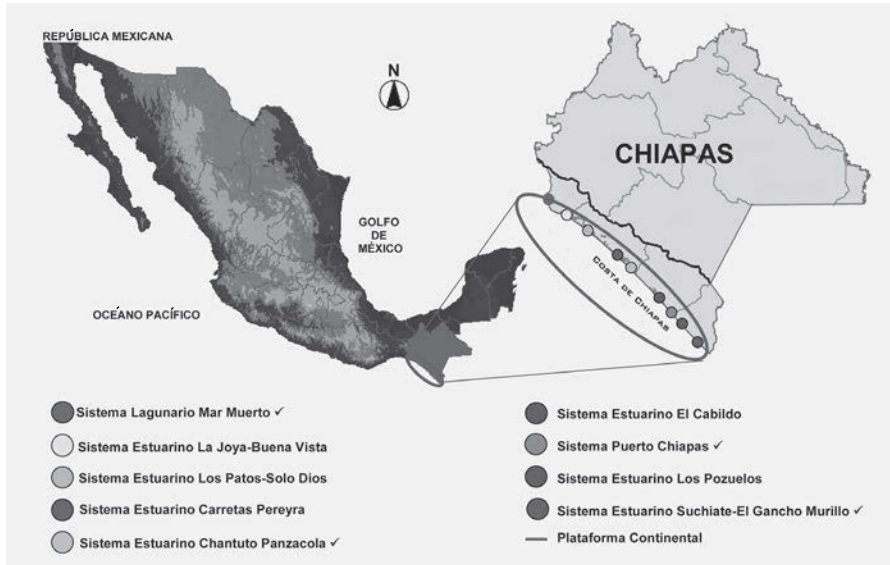 REPÚBLICA MEXICANA
N
CHIAPAS
GOLFO
DE
MÉXICO
COSTA DE CHIAPAS
OCEÁNO PACÍFICO
Sistema Lagunario Mar Muerto ✓
Sistema Estuarino La Joya-Buena Vista
Sistema Estuarino Los Patos-Solo Dios
Sistema Estuarino Carretas Pereyra
Sistema Estuarino Chantuto Panzacola ✓
Sistema Estuarino El Cabildo
Sistema Puerto Chiapas ✓
Sistema Estuarino Los Pozuelos
Sistema Estuarino Suchiate-El Gancho Murillo ✓
Plataforma Continental